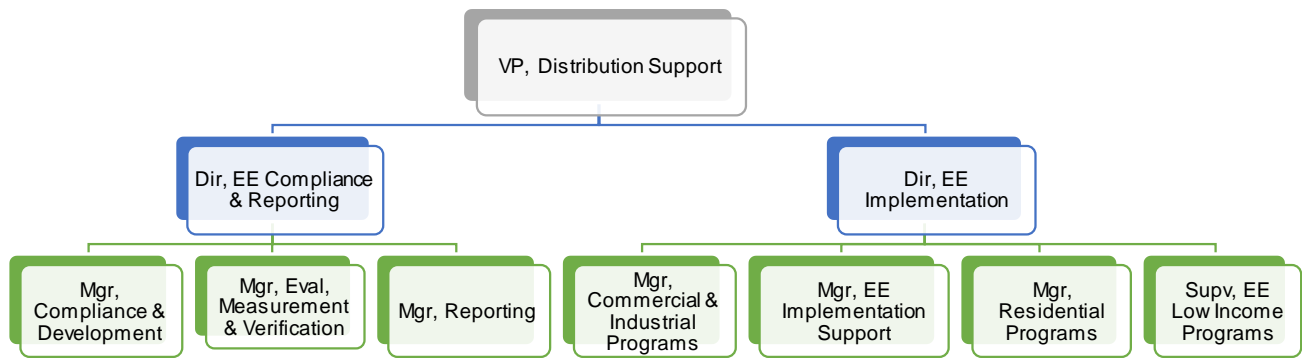 VP, Distribution Support
Dir, EE Compliance
& Reporting
Dir, EE
Implementation
Mgr,
Compliance &
Development
Mgr, Eval,
Measurement
& Verification
Mgr, Reporting
Mgr,
Commercial &
Industrial
Programs
Mgr, EE
Implementation
Support
Mgr,
Residential
Programs
Supv, EE
Low Income
Programs